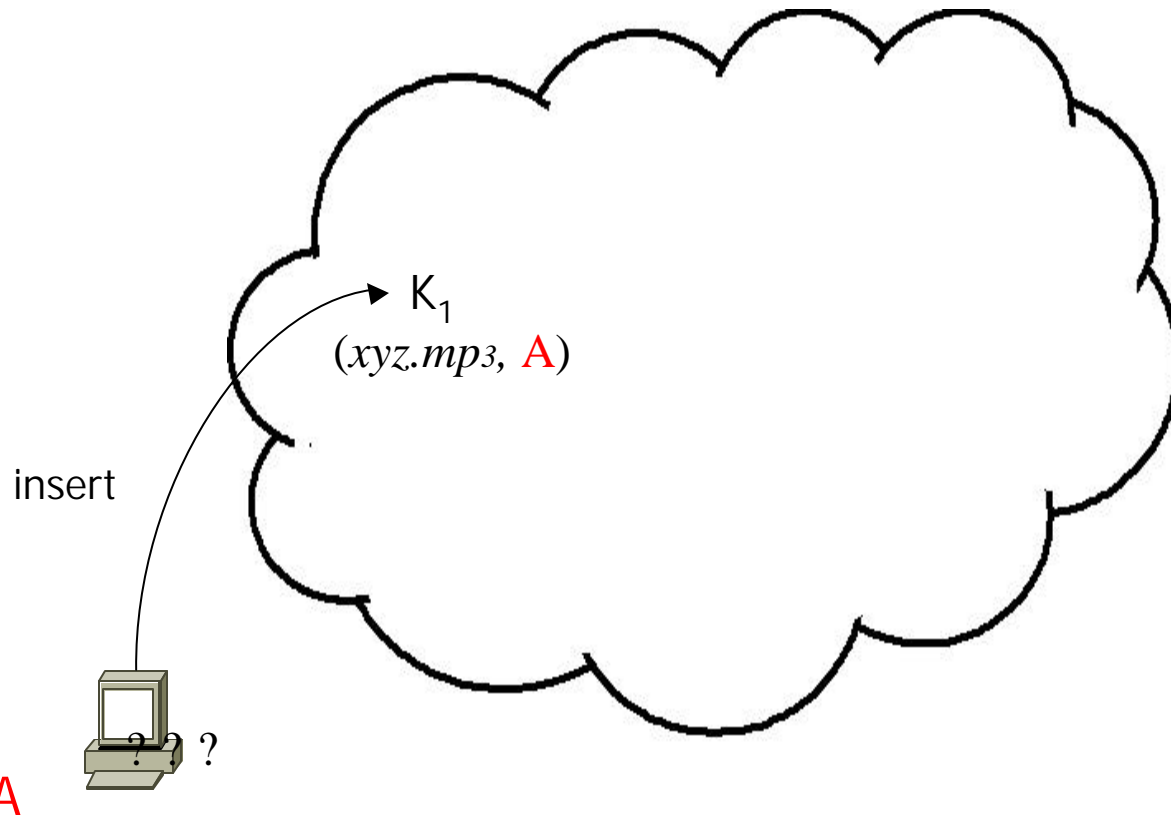 K₁
(xyz.mp3, A)
insert
? ? ?
A